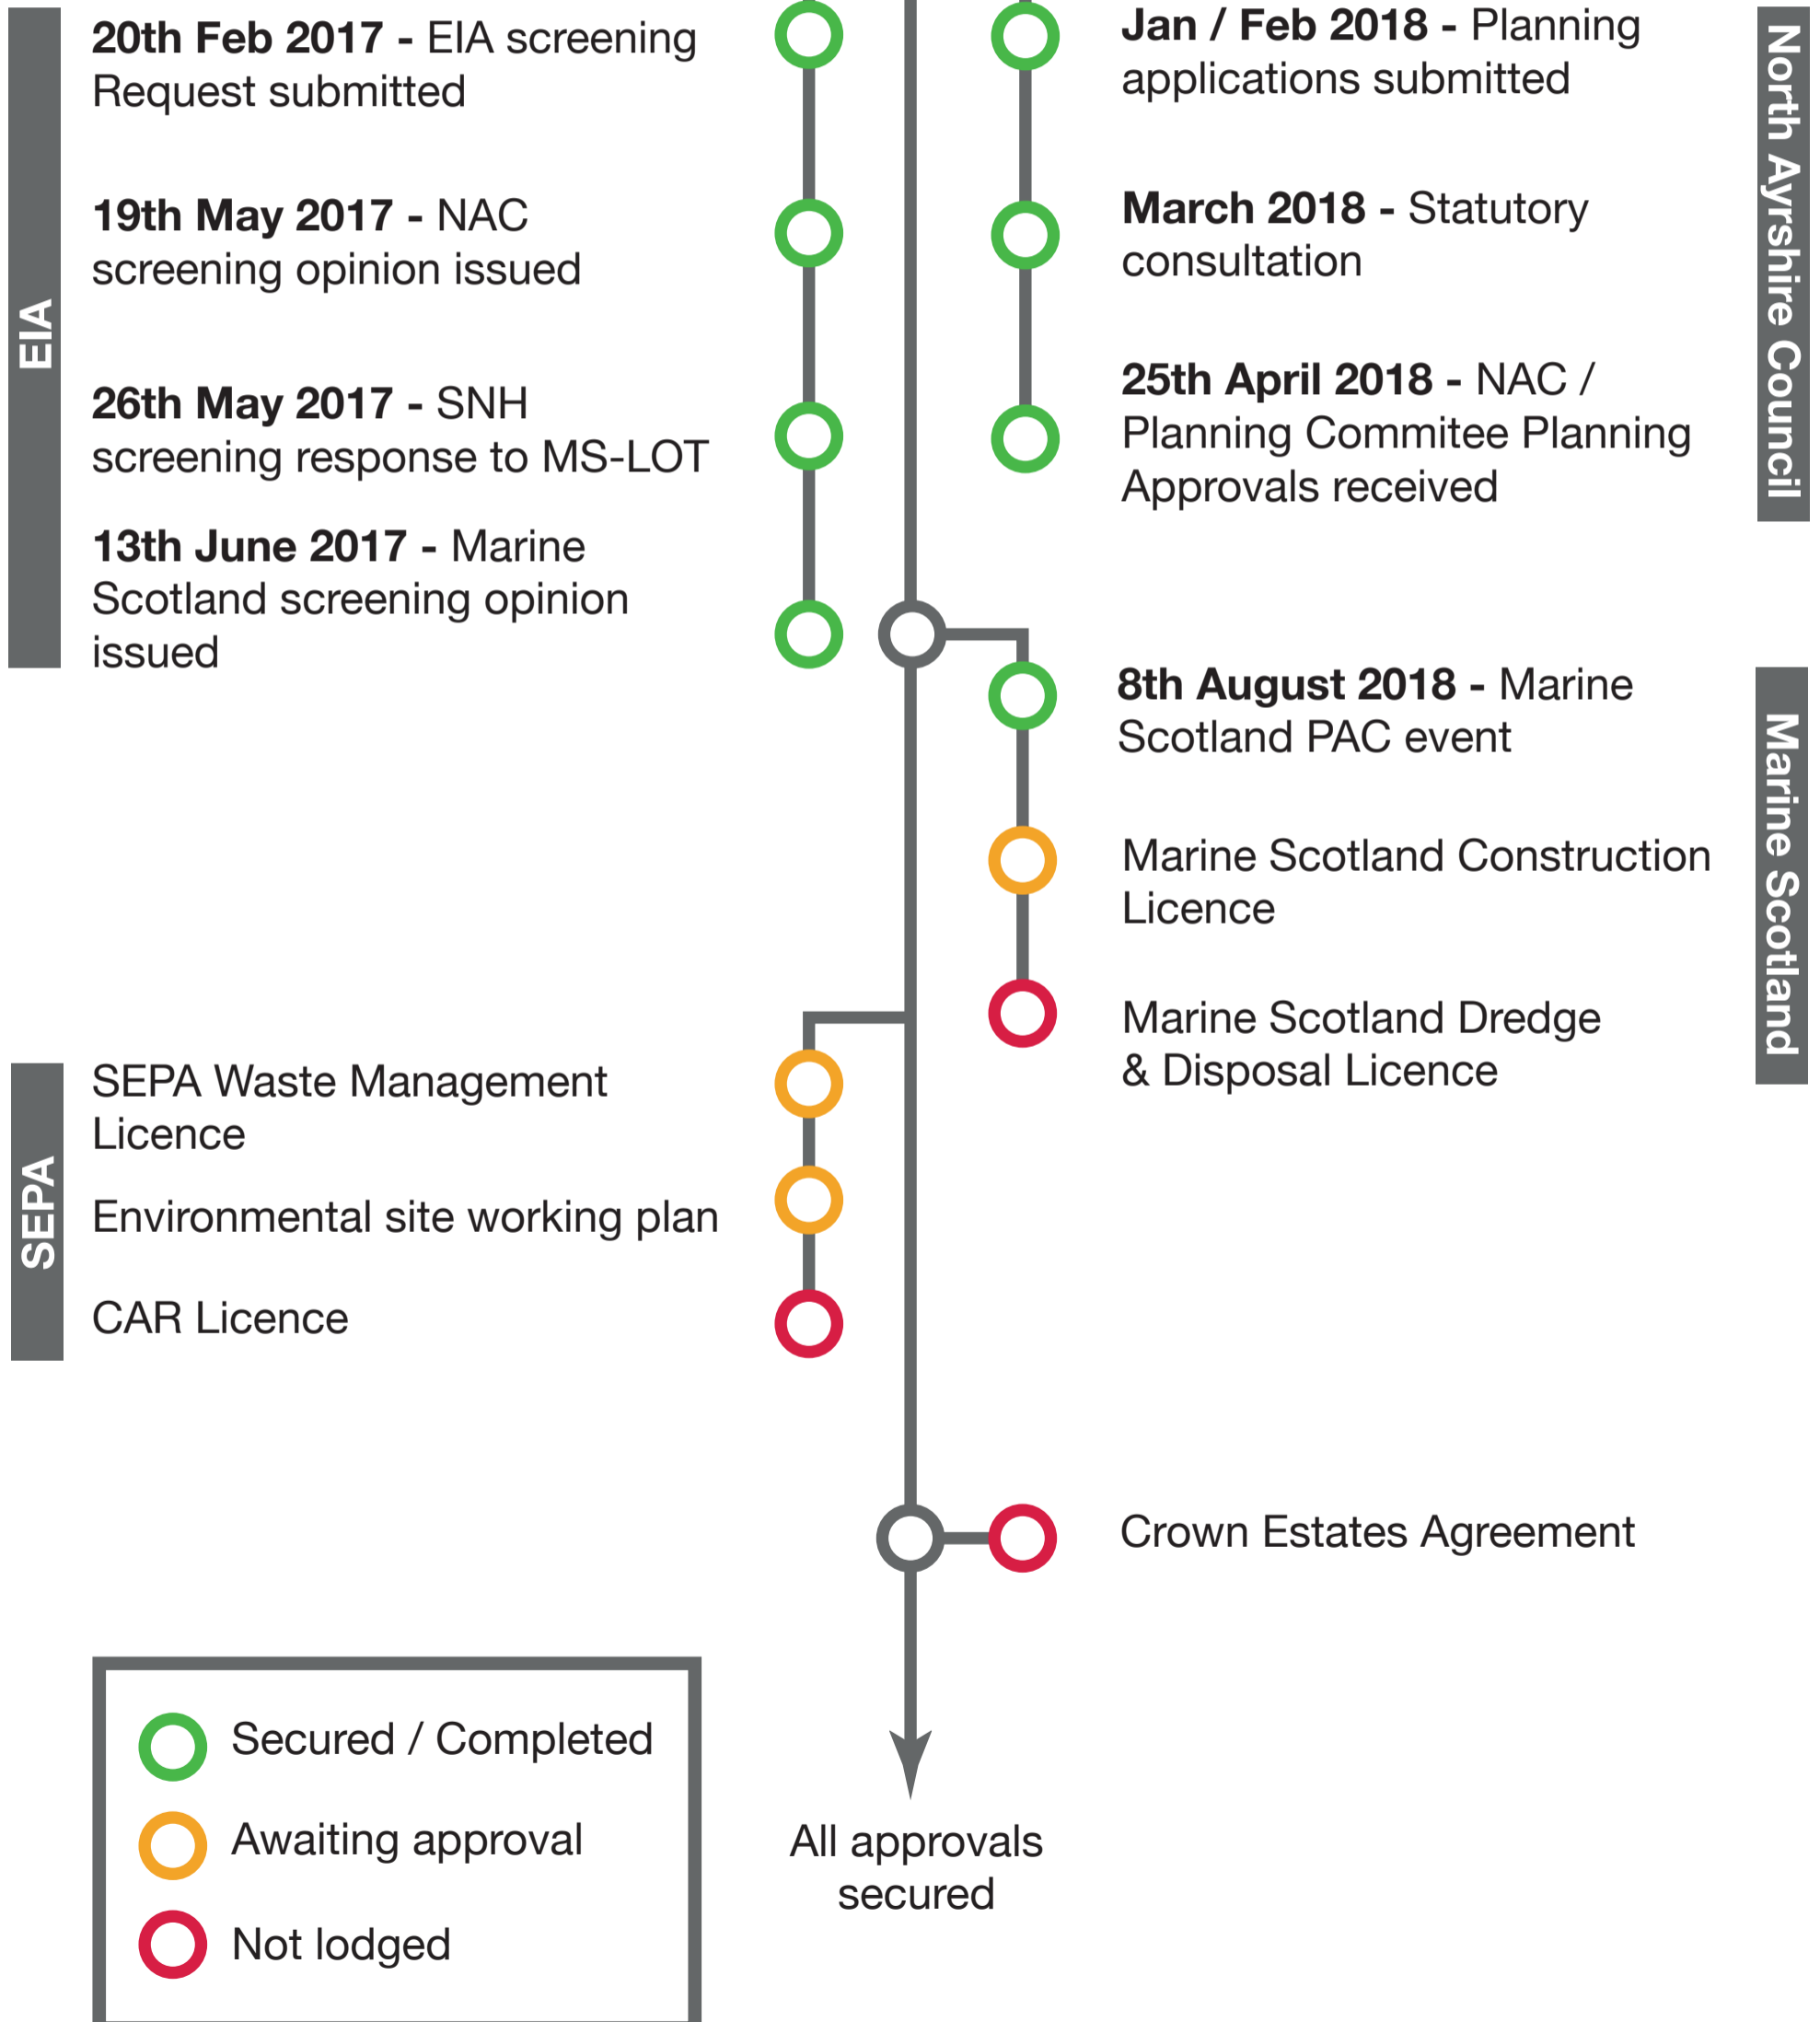 EIA
20th Feb 2017 - EIA screening
Request submitted
19th May 2017 - NAC
screening opinion issued
26th May 2017 - SNH
screening response to MS-LOT
13th June 2017 - Marine
Scotland screening opinion
issued
North Ayrshire Council
Jan / Feb 2018 - Planning
applications submitted
March 2018 - Statutory
consultation
25th April 2018 - NAC /
Planning Commitee Planning
Approvals received
Marine Scotland
8th August 2018 - Marine
Scotland PAC event
Marine Scotland Construction
Licence
Marine Scotland Dredge
& Disposal Licence
SEPA
SEPA Waste Management
Licence
Environmental site working plan
CAR Licence
Crown Estates Agreement
All approvals
secured
Secured / Completed
Awaiting approval
Not lodged